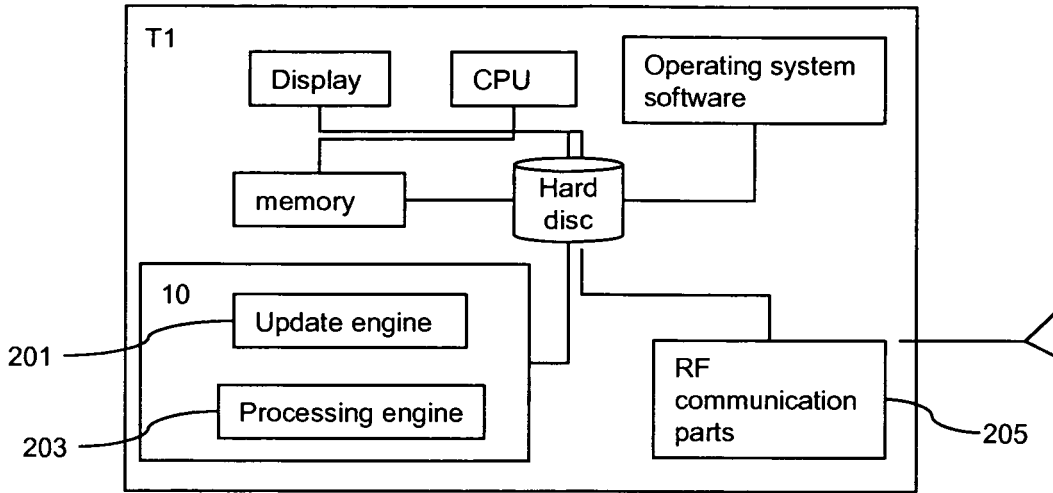 T1
Display
CPU
Operating system
software
memory
Hard
disc
10
Update engine
201
Processing engine
203
RF
communication
parts
205